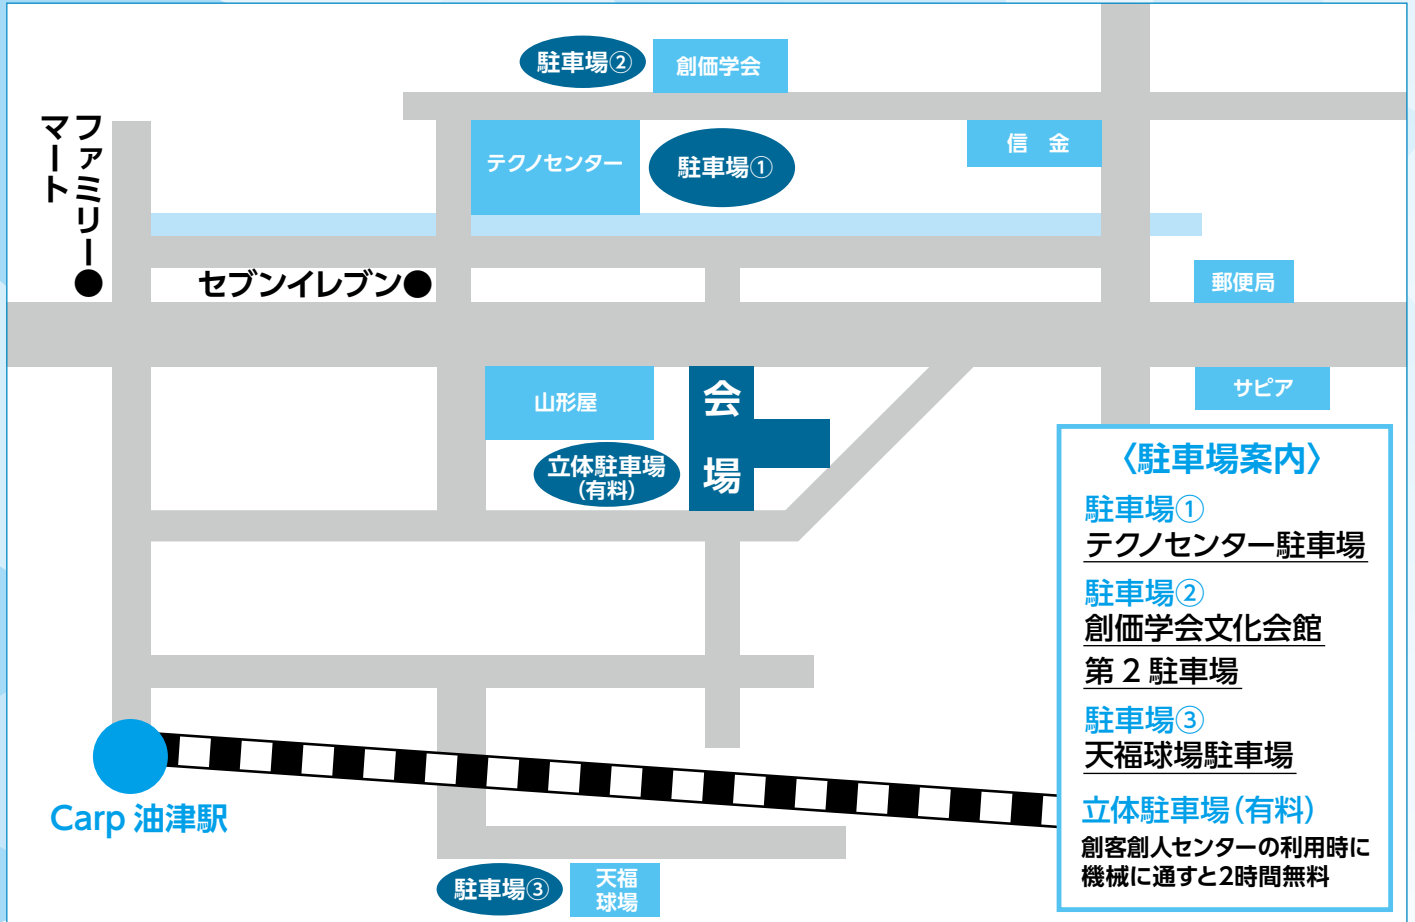 駐車場②
創価学会
ファミリー
マート
テクノセンター
駐車場①
信　金
セブンイレブン
郵便局
山形屋
会場
サピア
立体駐車場
(有料)
〈駐車場案内〉
駐車場①
テクノセンター駐車場
駐車場②
創価学会文化会館
第２駐車場
駐車場③
天福球場駐車場
立体駐車場(有料)
創客創人センターの利用時に
機械に通すと2時間無料
Carp 油津駅
駐車場③
天福
球場